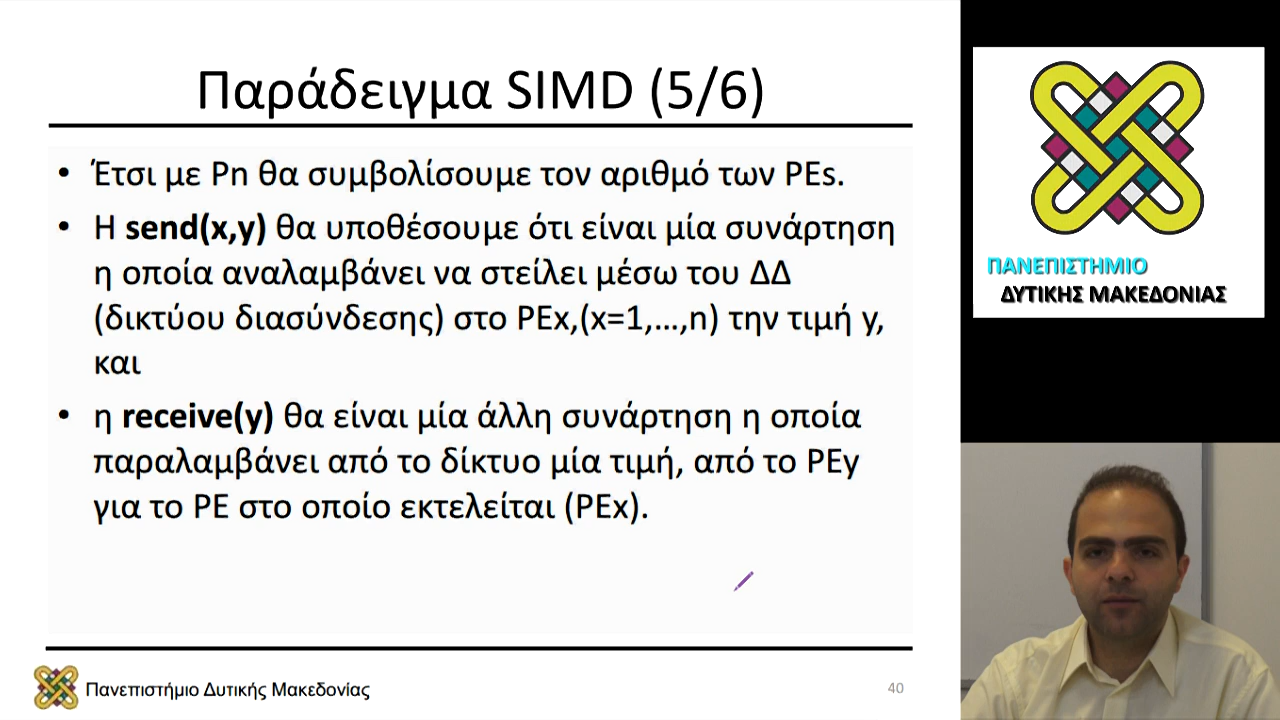 Παράδειγμα SIMD (5/6)
• Έτσι με Pn θα συμβολίσουμε τον αριθμό των PEs.
• Η send(x,y) θα υποθέσουμε ότι είναι μία συνάρτηση
η οποία αναλαμβάνει να στείλει μέσω του ΔΔ
(δικτύου διασύνδεσης) στο PEx,(x=1,...,n) την τιμή y,
και
• η receive(y) θα είναι μία άλλη συνάρτηση η οποία
παραλαμβάνει από το δίκτυο μία τιμή, από το PEy
για το PE στο οποίο εκτελείται (PEx).
Πανεπιστήμιο Δυτικής Μακεδονίας
40
ΠΑΝΕΠΙΣΤΗΜΙΟ
ΔΥΤΙΚΗΣ ΜΑΚΕΔΟΝΙΑΣ